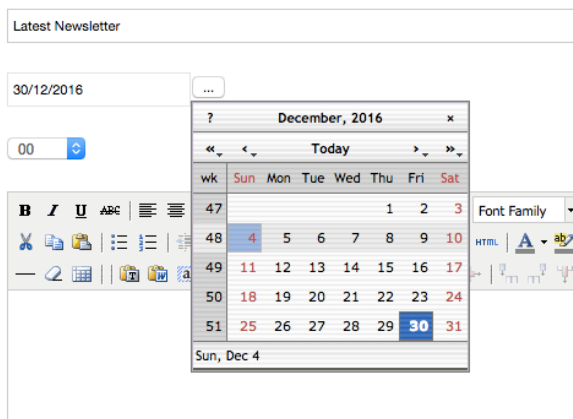 Latest Newsletter
30/12/2016 ...
? December, 2016 ×
« ‹ Today › »
00
wk Sun Mon Tue Wed Thu Fri Sat
47 1 2 3
48 4 5 6 7 8 9 10
49 11 12 13 14 15 16 17
50 18 19 20 21 22 23 24
51 25 26 27 28 29 30 31
Sun, Dec 4
B I U ABC Font Family
HTML A ab
T W a